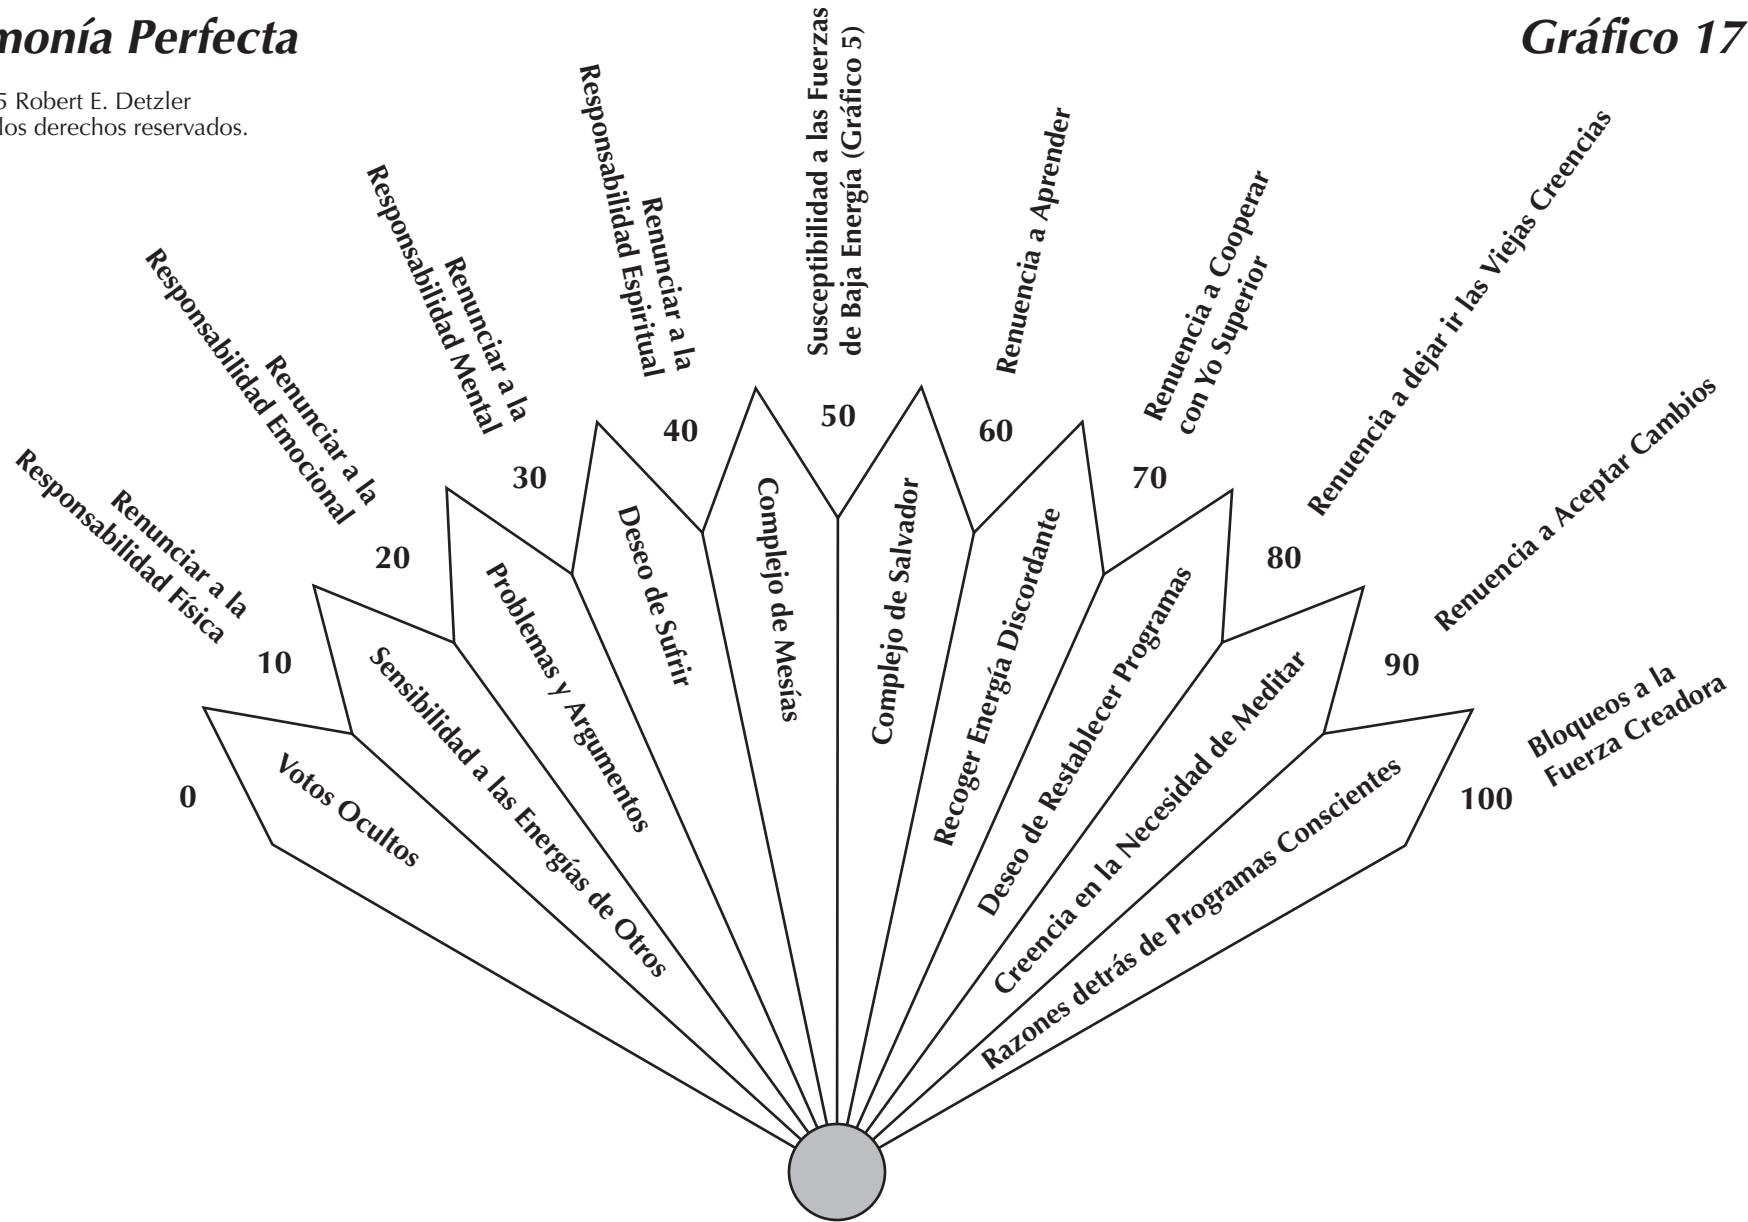 monía Perfecta
Gráfico 17
5 Robert E. Detzler
los derechos reservados.
0
10
Renunciar a la
Responsabilidad Física
20
Renunciar a la
Responsabilidad Emocional
30
Renunciar a la
Responsabilidad Mental
40
Renunciar a la
Responsabilidad Espiritual
50
Susceptibilidad a las Fuerzas
de Baja Energía (Gráfico 5)
60
Renuencia a Aprender
70
Renuencia a Cooperar
con Yo Superior
80
Renuencia a dejar ir las Viejas Creencias
90
Renuencia a Aceptar Cambios
100
Bloqueos a la
Fuerza Creadora
Votos Ocultos
Sensibilidad a las Energías de Otros
Problemas y Argumentos
Deseo de Sufrir
Complejo de Mesías
Complejo de Salvador
Recoger Energía Discordante
Deseo de Restablecer Programas
Creencia en la Necesidad de Meditar
Razones detrás de Programas Conscientes